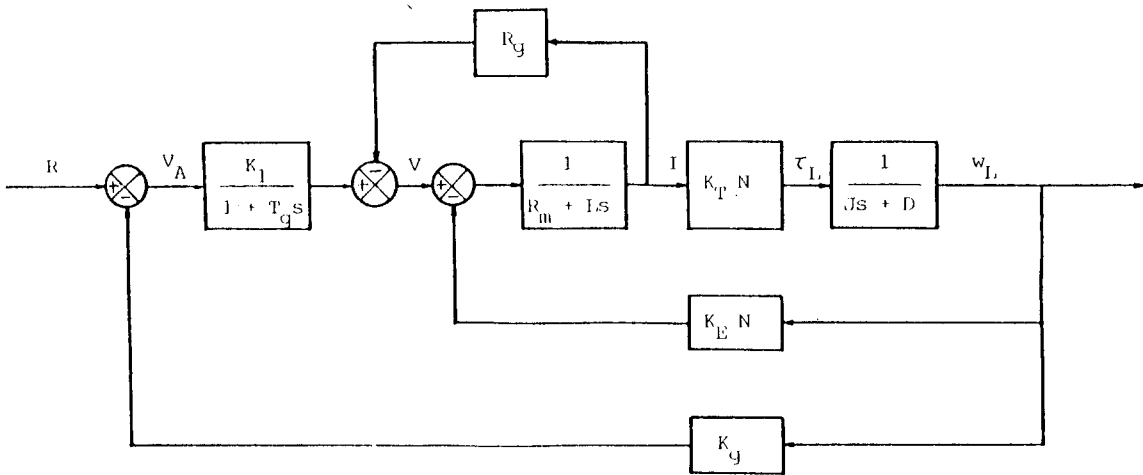 R_g
R
V_A
K_1
1 + T_g s
V
1
R_m + Ls
I
K_T N
τ_L
1
Js + D
w_L
+
-
+
-
+
-
K_E N
K_g